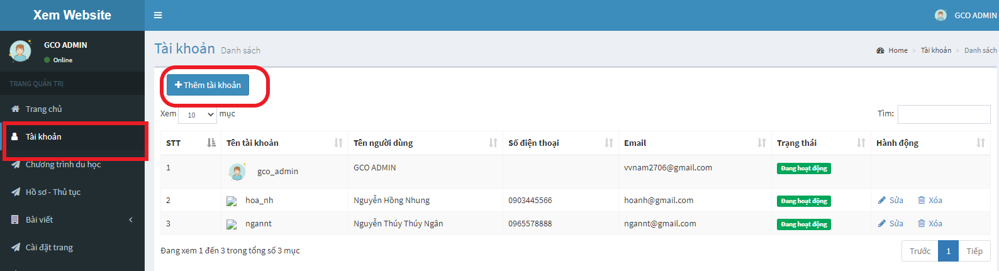 Xem Website
GCO ADMIN
GCO ADMIN
Online
Tài khoản Danh sách
Home > Tài khoản > Danh sách
TRANG QUẢN TRỊ
Trang chủ
Tài khoản
Chương trình du học
Hồ sơ - Thủ tục
Bài viết
Cài đặt trang
Thêm tài khoản
Xem 10 mục
Tìm:
STT Tên tài khoản Tên người dùng Số điện thoại Email Trạng thái Hành động
1 gco_admin GCO ADMIN vvnam2706@gmail.com Đang hoạt động
2 hoa_nh Nguyễn Hồng Nhung 0903445566 hoanh@gmail.com Đang hoạt động Sửa Xóa
3 ngannt Nguyễn Thúy Thúy Ngân 0965578888 ngannt@gmail.com Đang hoạt động Sửa Xóa
Đang xem 1 đến 3 trong tổng số 3 mục
Trước 1 Tiếp